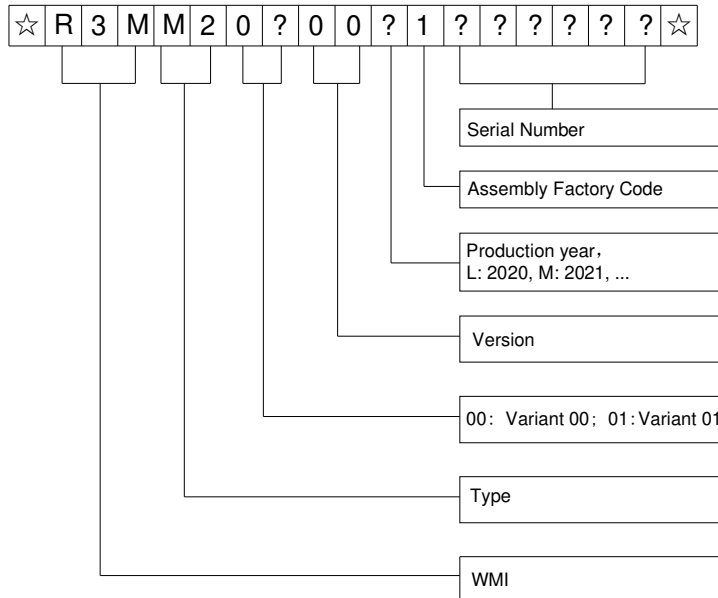 ☆ R 3 M M 2 0 ? 0 0 ? 1 ? ? ? ? ? ? ☆
Serial Number
Assembly Factory Code
Production year，
L: 2020, M: 2021, ...
Version
00： Variant 00； 01：Variant 01
Type
WMI